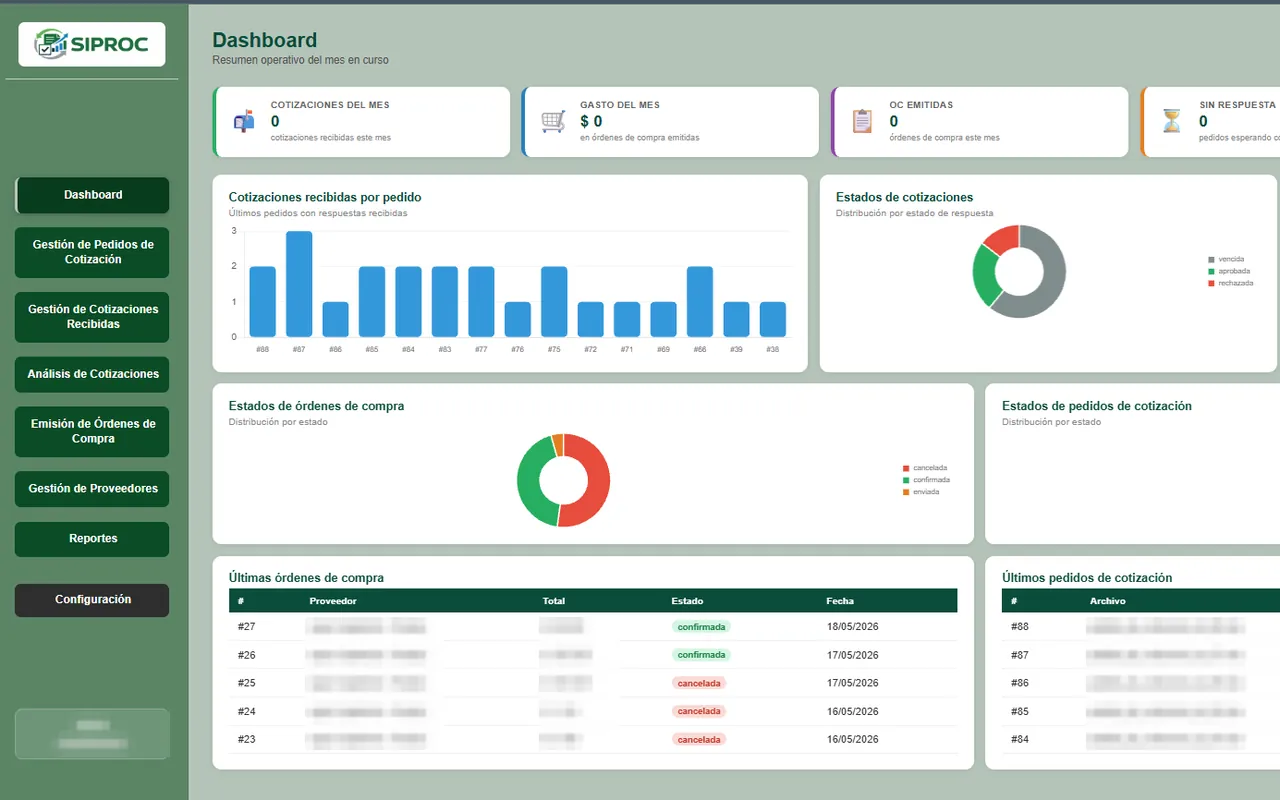 SIPROC
Dashboard
Gestión de Pedidos de
Cotización
Gestión de Cotizaciones
Recibidas
Análisis de Cotizaciones
Emisión de Órdenes de
Compra
Gestión de Proveedores
Reportes
Configuración
Dashboard
Resumen operativo del mes en curso
COTIZACIONES DEL MES
0
cotizaciones recibidas este mes
GASTO DEL MES
$ 0
en órdenes de compra emitidas
OC EMITIDAS
0
órdenes de compra este mes
SIN RESPUESTA
0
pedidos esperando
Cotizaciones recibidas por pedido
Últimos pedidos con respuestas recibidas
3
2
1
0
#88 #87 #86 #85 #84 #83 #77 #76 #75 #72 #71 #69 #66 #39 #38
Estados de cotizaciones
Distribución por estado de respuesta
vencida
aprobada
rechazada
Estados de órdenes de compra
Distribución por estado
cancelada
confirmada
enviada
Estados de pedidos de cotización
Distribución por estado
Últimas órdenes de compra
# Proveedor Total Estado Fecha
#27 confirmada 18/05/2026
#26 confirmada 17/05/2026
#25 cancelada 17/05/2026
#24 cancelada 16/05/2026
#23 cancelada 16/05/2026
Últimos pedidos de cotización
# Archivo
#88
#87
#86
#85
#84